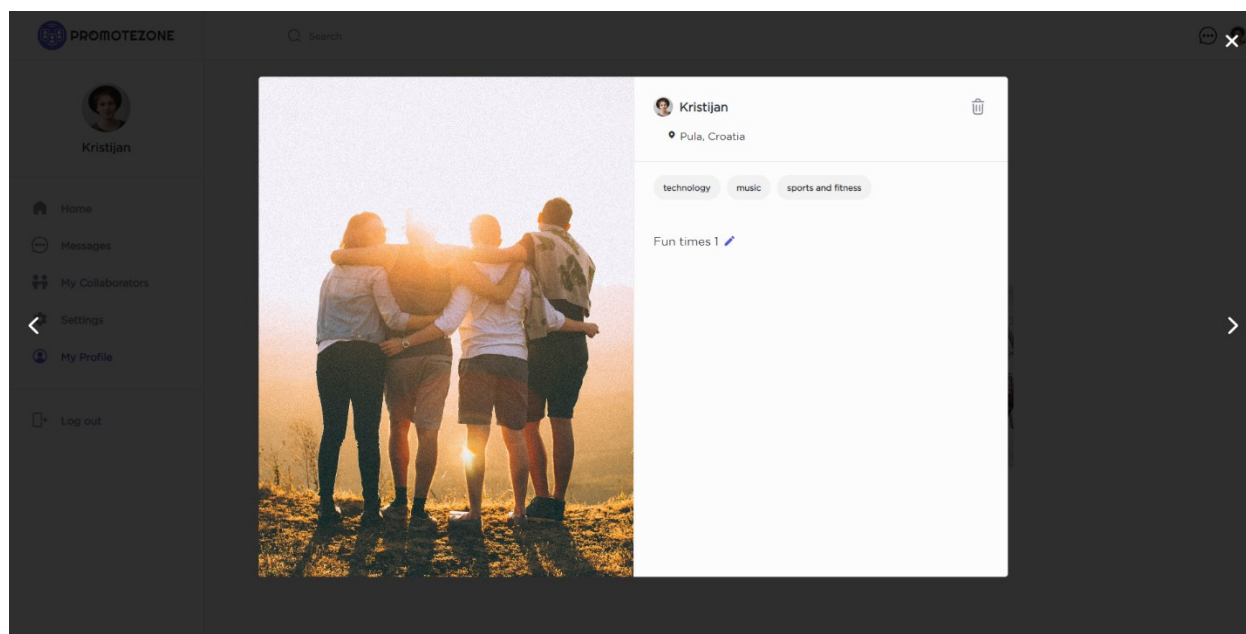 PROMOTEZONE
Search
Kristijan
Home
Messages
My Collaborators
Settings
My Profile
Log out
Kristijan
Pula, Croatia
technology music sports and fitness
Fun times 1